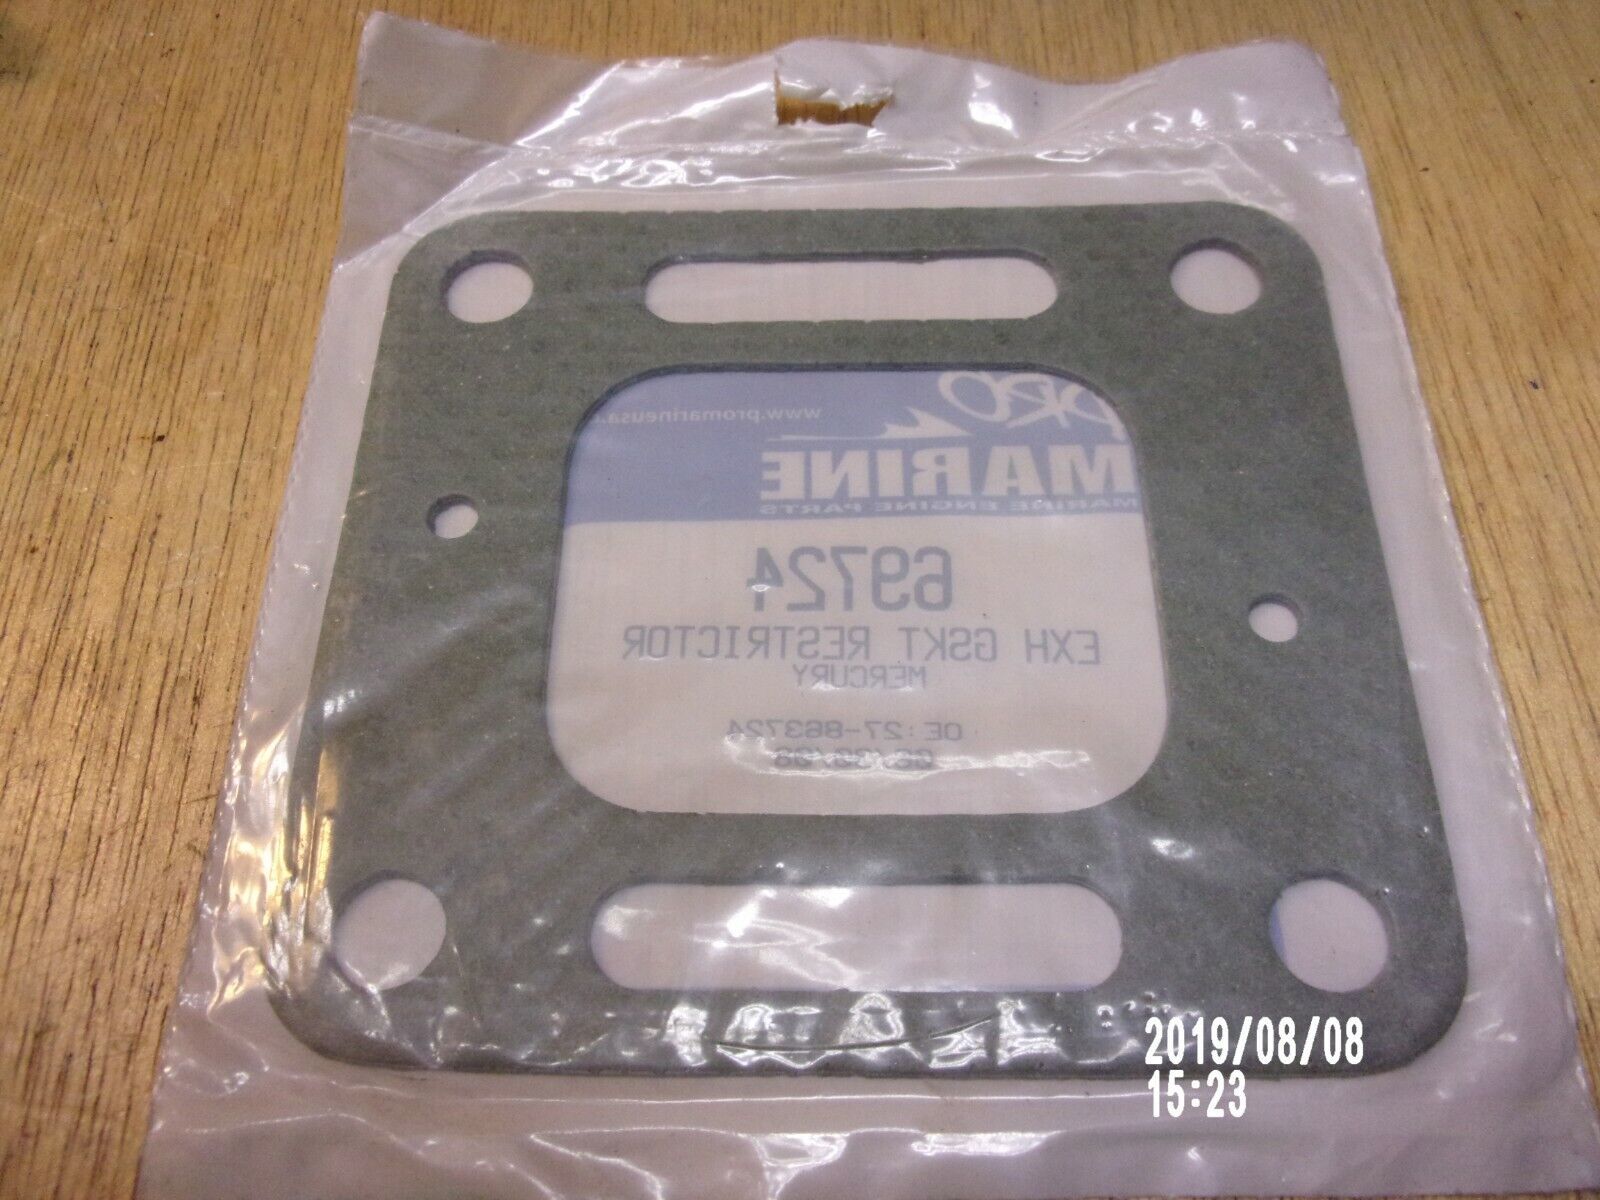 PRO
www.promarineusa.
MARINE
MARINE ENGINE PARTS
69724
EXH GSKT RESTRICTOR
MERCURY
OE:27-863724
2019/08/08
15:23